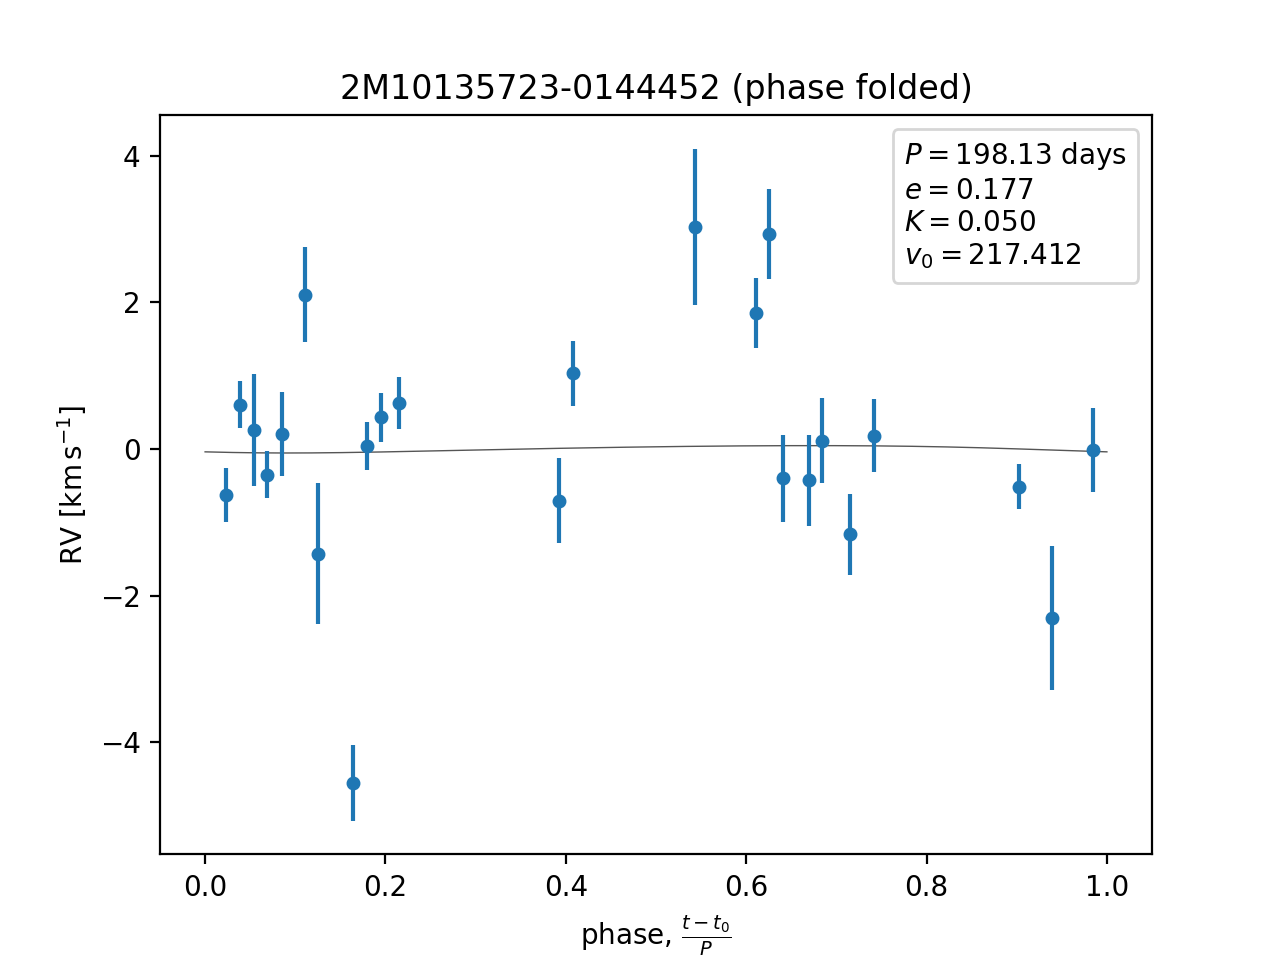 2M10135723-0144452 (phase folded)
P = 198.13 days
e = 0.177
K = 0.050
v₀ = 217.412
4
2
0
−2
−4
RV [km s⁻¹]
0.0 0.2 0.4 0.6 0.8 1.0
phase, (t − t₀)/P